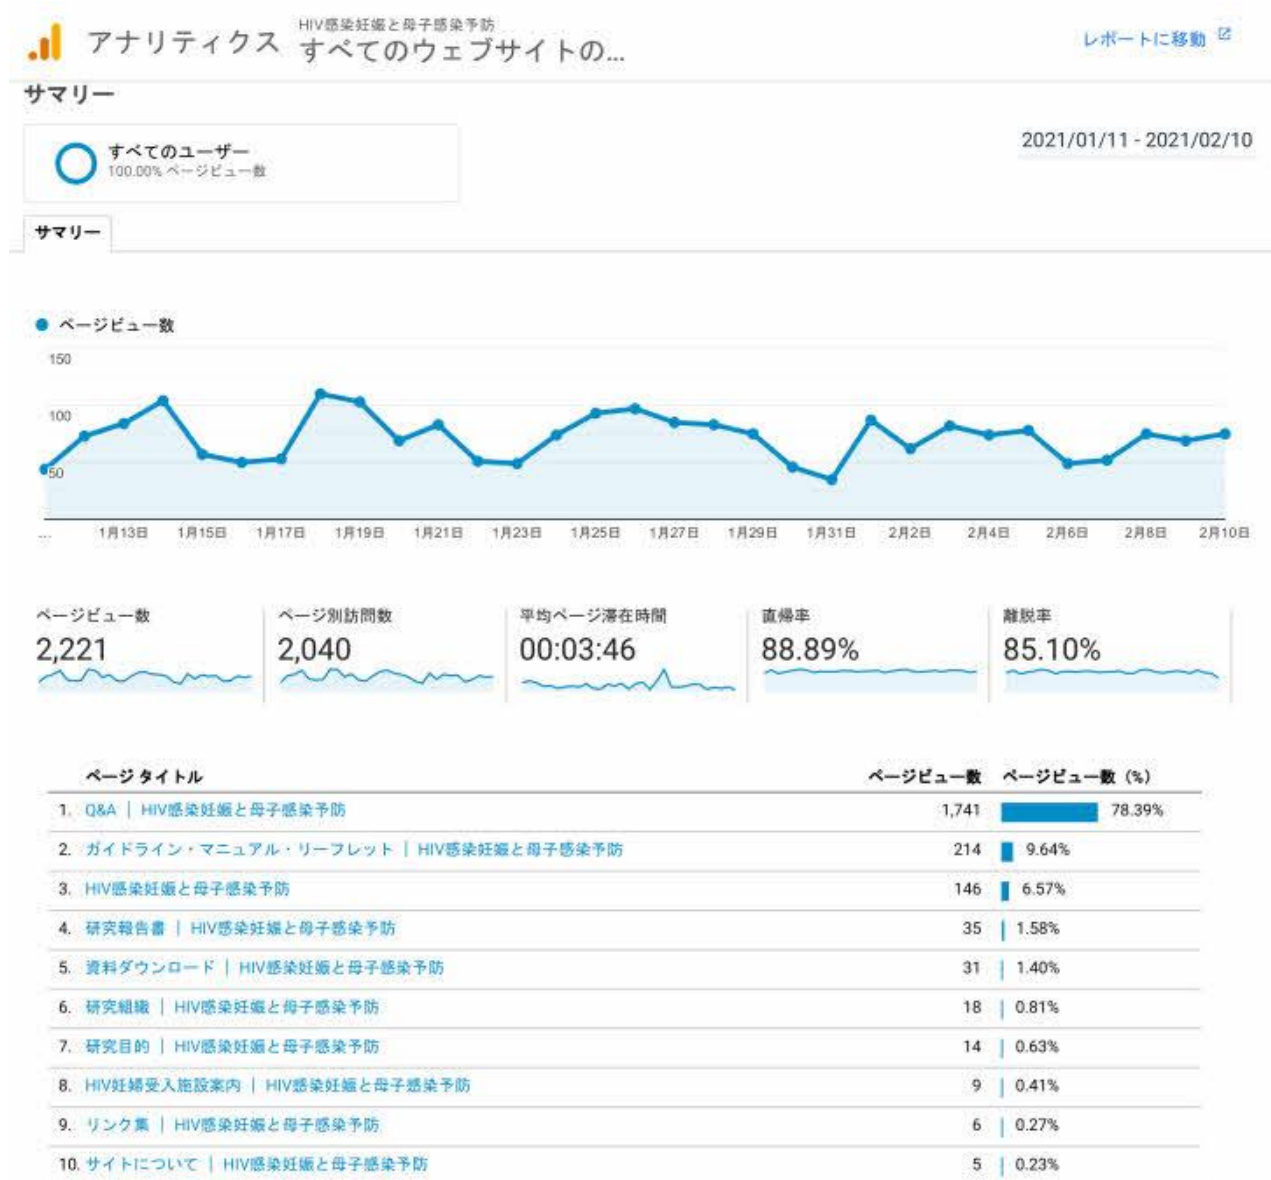 HIV感染妊娠と母子感染予防
アナリティクス すべてのウェブサイトの...
レポートに移動
サマリー
すべてのユーザー
100.00% ページビュー数
2021/01/11 - 2021/02/10
サマリー
ページビュー数
150
100
50
... 1月13日 1月15日 1月17日 1月19日 1月21日 1月23日 1月25日 1月27日 1月29日 1月31日 2月2日 2月4日 2月6日 2月8日 2月10日
ページビュー数 ページ別訪問数 平均ページ滞在時間 直帰率 離脱率
2,221 2,040 00:03:46 88.89% 85.10%
ページ タイトル ページビュー数 ページビュー数 (%)
1. Q&A | HIV感染妊娠と母子感染予防 1,741 78.39%
2. ガイドライン・マニュアル・リーフレット | HIV感染妊娠と母子感染予防 214 9.64%
3. HIV感染妊娠と母子感染予防 146 6.57%
4. 研究報告書 | HIV感染妊娠と母子感染予防 35 1.58%
5. 資料ダウンロード | HIV感染妊娠と母子感染予防 31 1.40%
6. 研究組織 | HIV感染妊娠と母子感染予防 18 0.81%
7. 研究目的 | HIV感染妊娠と母子感染予防 14 0.63%
8. HIV妊婦受入施設案内 | HIV感染妊娠と母子感染予防 9 0.41%
9. リンク集 | HIV感染妊娠と母子感染予防 6 0.27%
10. サイトについて | HIV感染妊娠と母子感染予防 5 0.23%